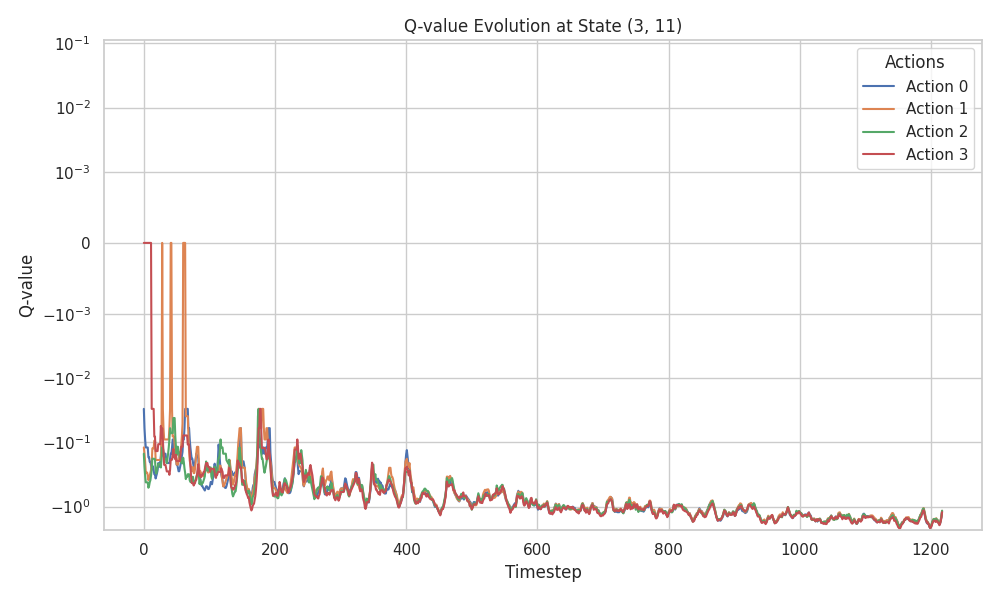 Q-value Evolution at State (3, 11)
Q-value
10⁻¹
10⁻²
10⁻³
0
−10⁻³
−10⁻²
−10⁻¹
−10⁰
Actions
Action 0
Action 1
Action 2
Action 3
0 200 400 600 800 1000 1200
Timestep